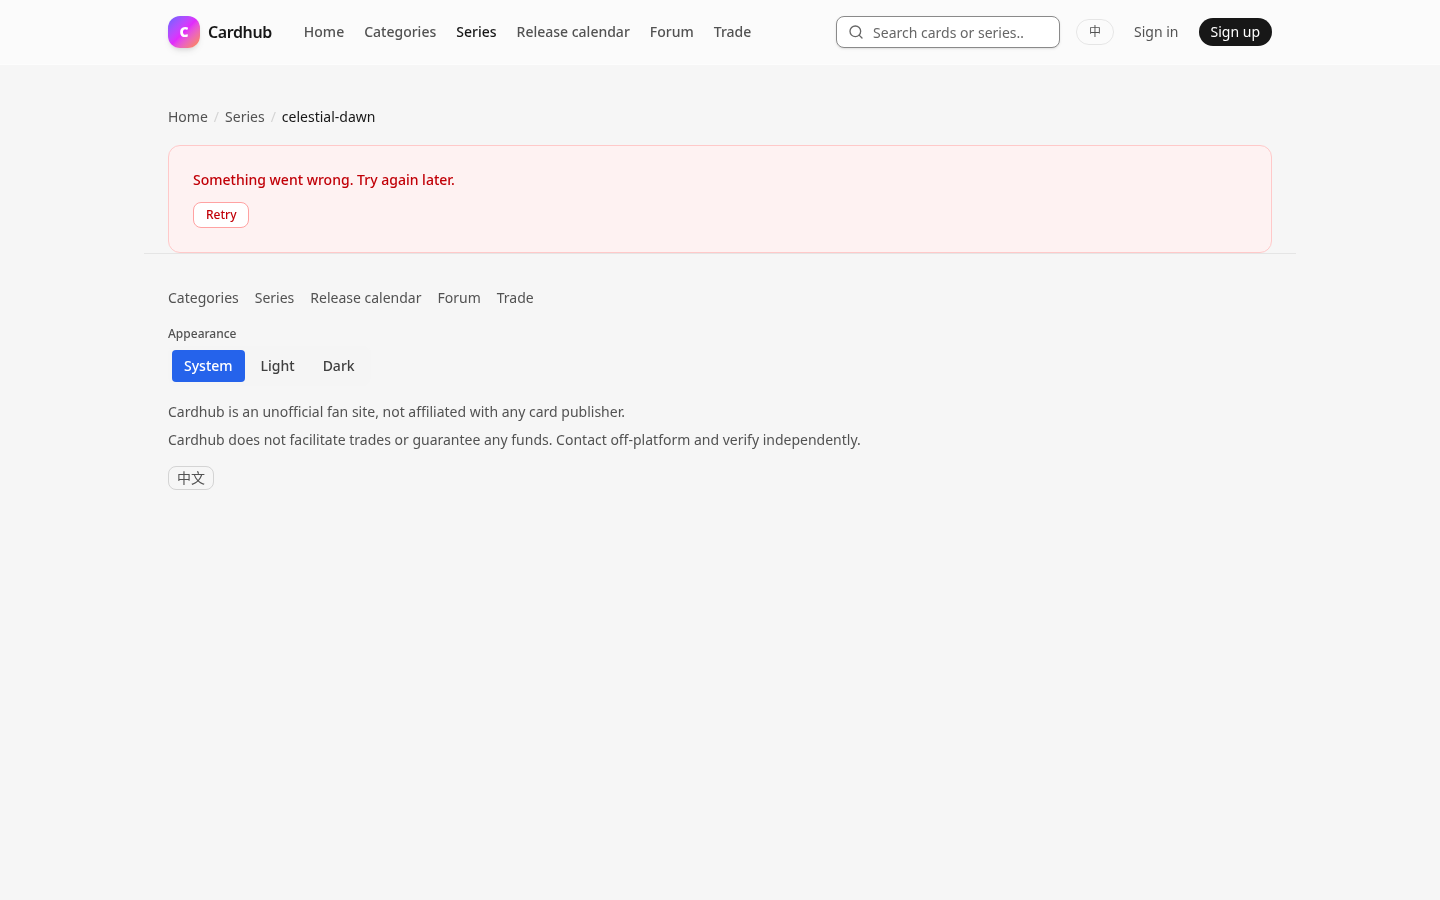 C Cardhub Home Categories Series Release calendar Forum Trade Search cards or series.. 中 Sign in Sign up
Home / Series / celestial-dawn
Something went wrong. Try again later.
Retry
Categories Series Release calendar Forum Trade
Appearance
System Light Dark
Cardhub is an unofficial fan site, not affiliated with any card publisher.
Cardhub does not facilitate trades or guarantee any funds. Contact off-platform and verify independently.
中文